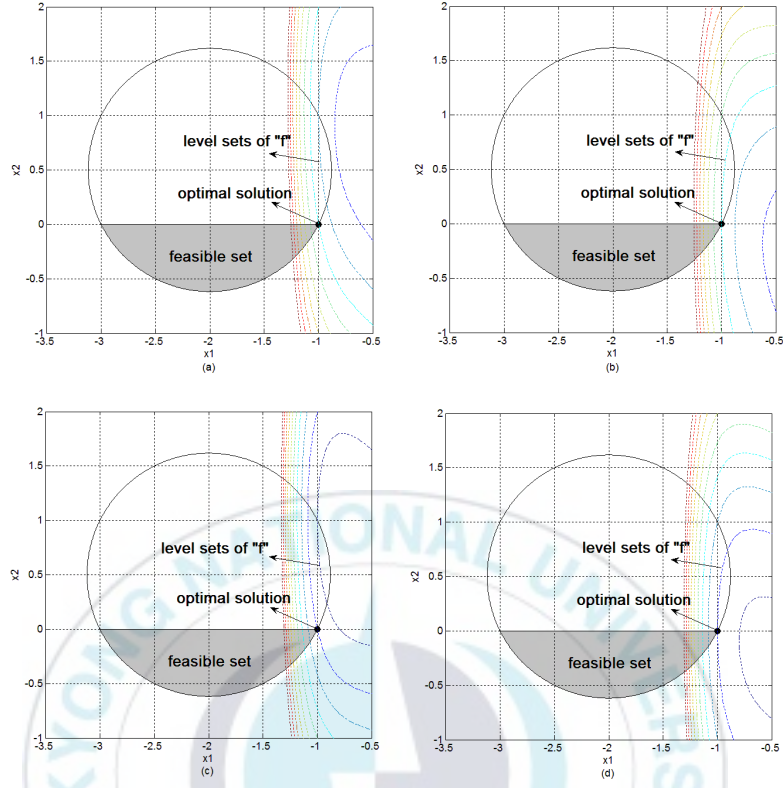 2
1.5
1
0.5
0
-0.5
-1
x2
level sets of "f"
optimal solution
feasible set
-3.5 -3 -2.5 -2 -1.5 -1 -0.5
x1
(a)
2
1.5
1
0.5
0
-0.5
-1
x2
level sets of "f"
optimal solution
feasible set
-3.5 -3 -2.5 -2 -1.5 -1 -0.5
x1
(b)
2
1.5
1
0.5
0
-0.5
-1
x2
level sets of "f"
optimal solution
feasible set
-3.5 -3 -2.5 -2 -1.5 -1 -0.5
x1
(c)
2
1.5
1
0.5
0
-0.5
-1
x2
level sets of "f"
optimal solution
feasible set
-3.5 -3 -2.5 -2 -1.5 -1 -0.5
x1
(d)
KYONG NATIONAL UNIVERS